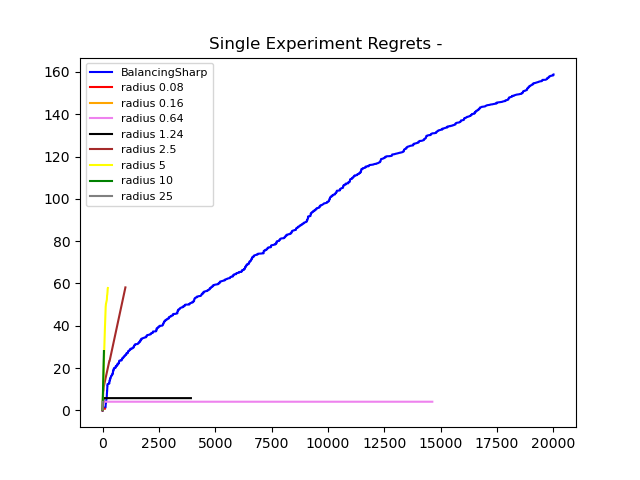 Single Experiment Regrets -
160
140
120
100
80
60
40
20
0
BalancingSharp
radius 0.08
radius 0.16
radius 0.64
radius 1.24
radius 2.5
radius 5
radius 10
radius 25
0 2500 5000 7500 10000 12500 15000 17500 20000